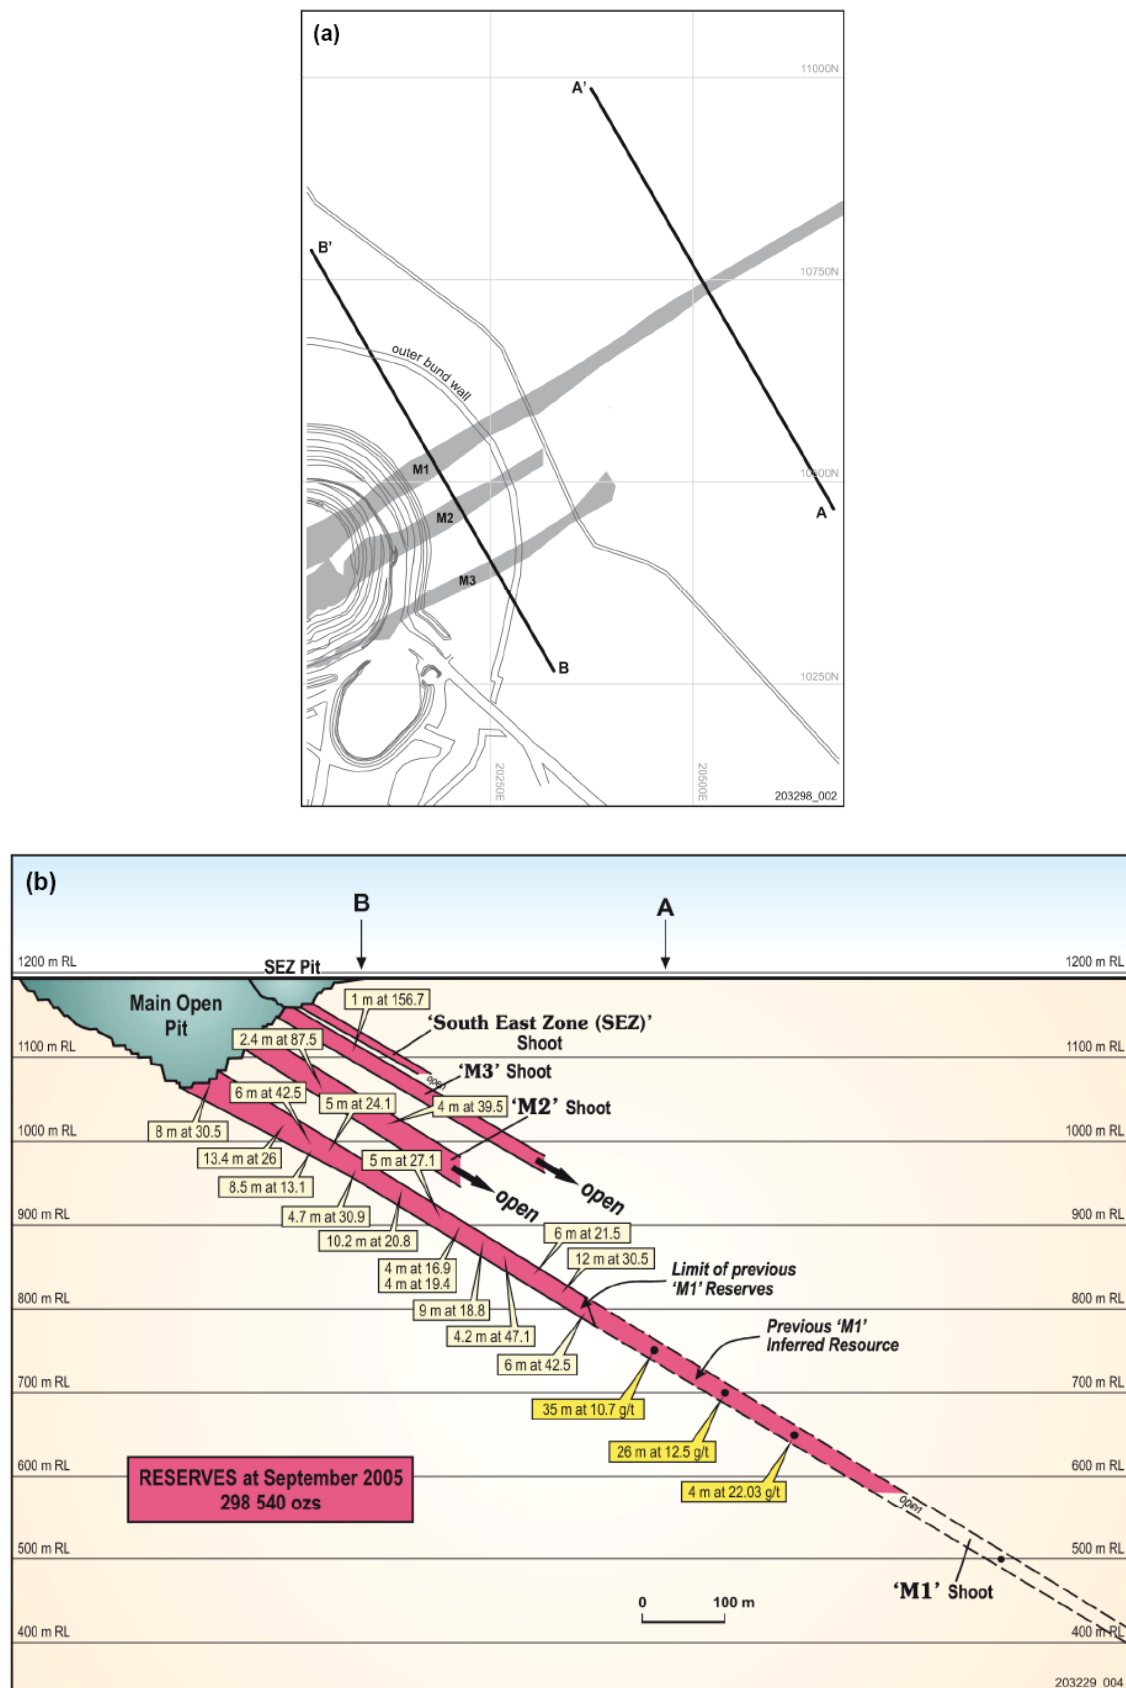 (a)
11000N
A'
B'
10750N
outer bund wall
M1
10500N
M2
A
M3
B
10250N
20250E
20500E
203298_002
(b)
B
A
1200 m RL
SEZ Pit
1200 m RL
Main Open
Pit
1 m at 156.7
'South East Zone (SEZ)'
Shoot
2.4 m at 87.5
1100 m RL
open
1100 m RL
'M3' Shoot
6 m at 42.5
5 m at 24.1
4 m at 39.5
'M2' Shoot
8 m at 30.5
1000 m RL
1000 m RL
13.4 m at 26
5 m at 27.1
8.5 m at 13.1
open
open
4.7 m at 30.9
900 m RL
900 m RL
10.2 m at 20.8
6 m at 21.5
12 m at 30.5
4 m at 16.9
4 m at 19.4
Limit of previous
'M1' Reserves
9 m at 18.8
800 m RL
800 m RL
4.2 m at 47.1
Previous 'M1'
Inferred Resource
6 m at 42.5
700 m RL
700 m RL
35 m at 10.7 g/t
26 m at 12.5 g/t
600 m RL
600 m RL
RESERVES at September 2005
298 540 ozs
4 m at 22.03 g/t
open
500 m RL
500 m RL
'M1' Shoot
0 100 m
400 m RL
400 m RL
203229_004